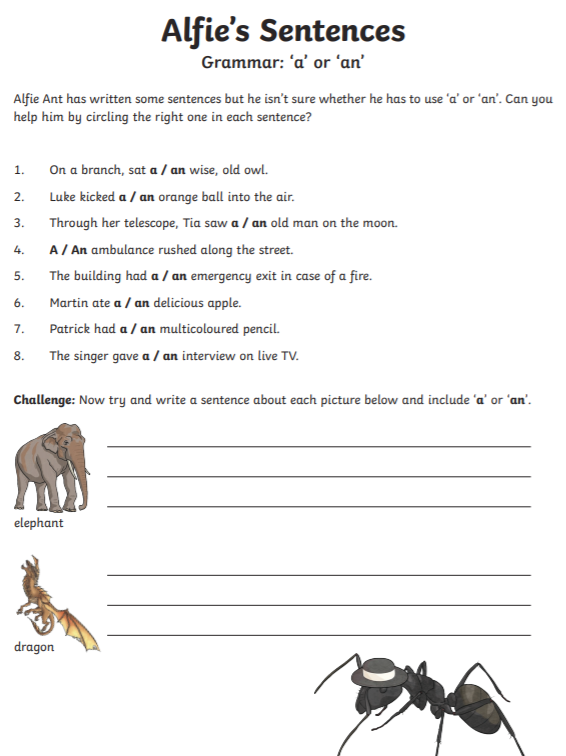 Alfie's Sentences
Grammar: ‘a’ or ‘an’
Alfie Ant has written some sentences but he isn't sure whether he has to use ‘a’ or ‘an’. Can you
help him by circling the right one in each sentence?
1. On a branch, sat a / an wise, old owl.
2. Luke kicked a / an orange ball into the air.
3. Through her telescope, Tia saw a / an old man on the moon.
4. A / An ambulance rushed along the street.
5. The building had a / an emergency exit in case of a fire.
6. Martin ate a / an delicious apple.
7. Patrick had a / an multicoloured pencil.
8. The singer gave a / an interview on live TV.
Challenge: Now try and write a sentence about each picture below and include ‘a’ or ‘an’.
elephant
dragon